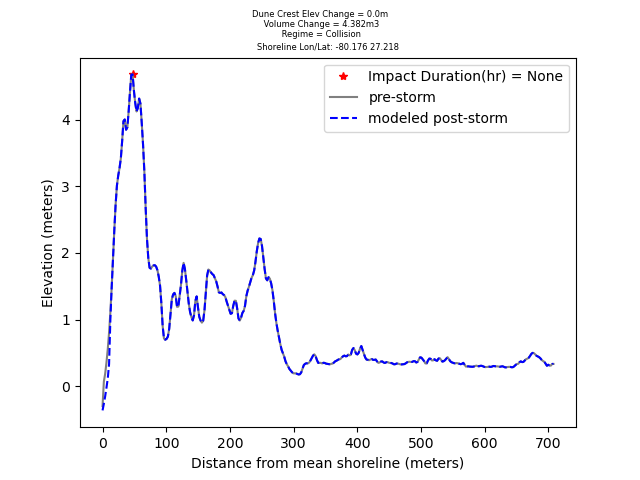 Dune Crest Elev Change = 0.0m
Volume Change = 4.382m3
Regime = Collision
Shoreline Lon/Lat: -80.176 27.218
Impact Duration(hr) = None
pre-storm
modeled post-storm
Elevation (meters)
4
3
2
1
0
0 100 200 300 400 500 600 700
Distance from mean shoreline (meters)